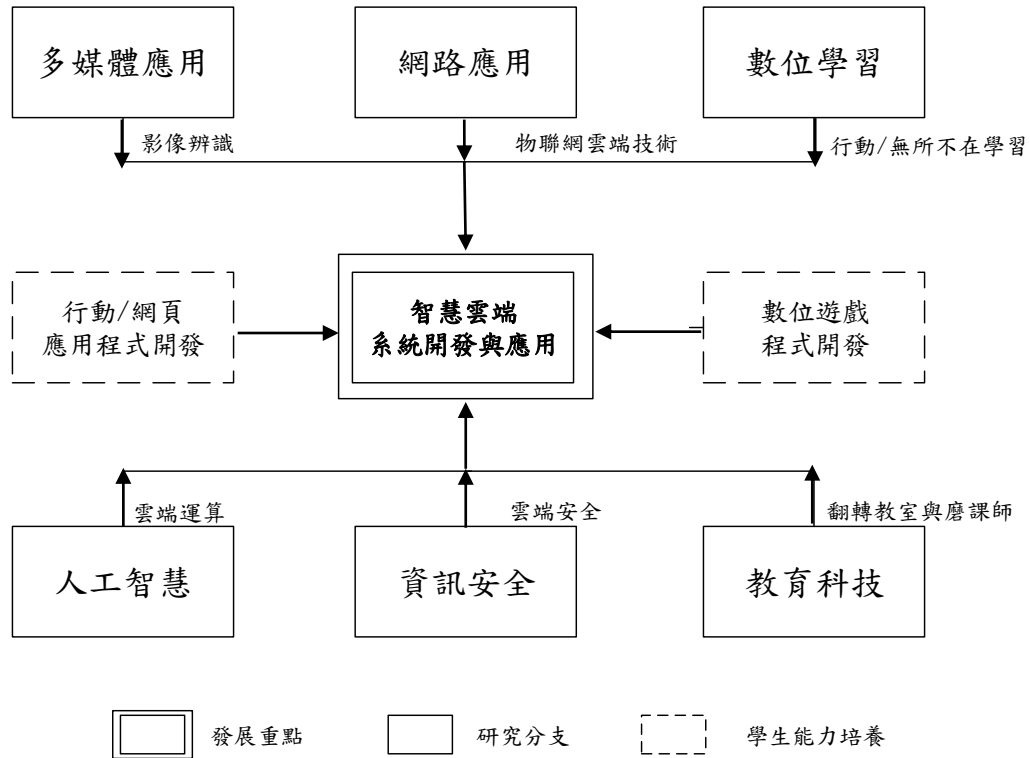 多媒體應用
網路應用
數位學習
影像辨識
物聯網雲端技術
行動/無所不在學習
行動/網頁
應用程式開發
智慧雲端
系統開發與應用
數位遊戲
程式開發
雲端運算
雲端安全
翻轉教室與磨課師
人工智慧
資訊安全
教育科技
發展重點
研究分支
學生能力培養